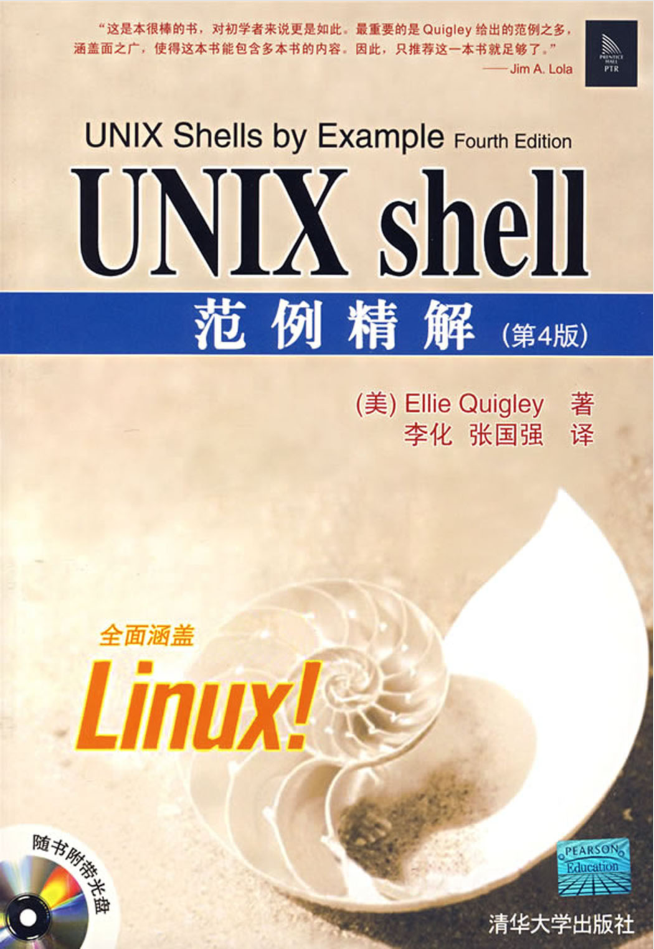 “这是本很棒的书，对初学者来说更是如此。最重要的是Quigley给出的范例之多，
涵盖面之广，使得这本书能包含多本书的内容。因此，只推荐这一本书就足够了。”
——Jim A. Lola
PRENTICE
HALL
PTR
UNIX Shells by Example Fourth Edition
UNIX shell
范例精解（第4版）
(美) Ellie Quigley 著
李化 张国强 译
全面涵盖
Linux!
随书附带光盘
PEARSON
Education
清华大学出版社